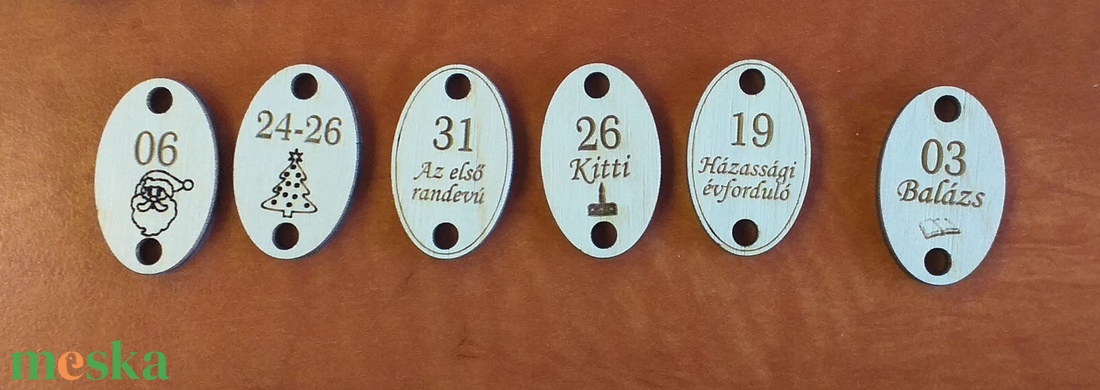 06
24-26
31
Az első
randevú
26
Kitti
19
Házassági
évforduló
03
Balázs
meska